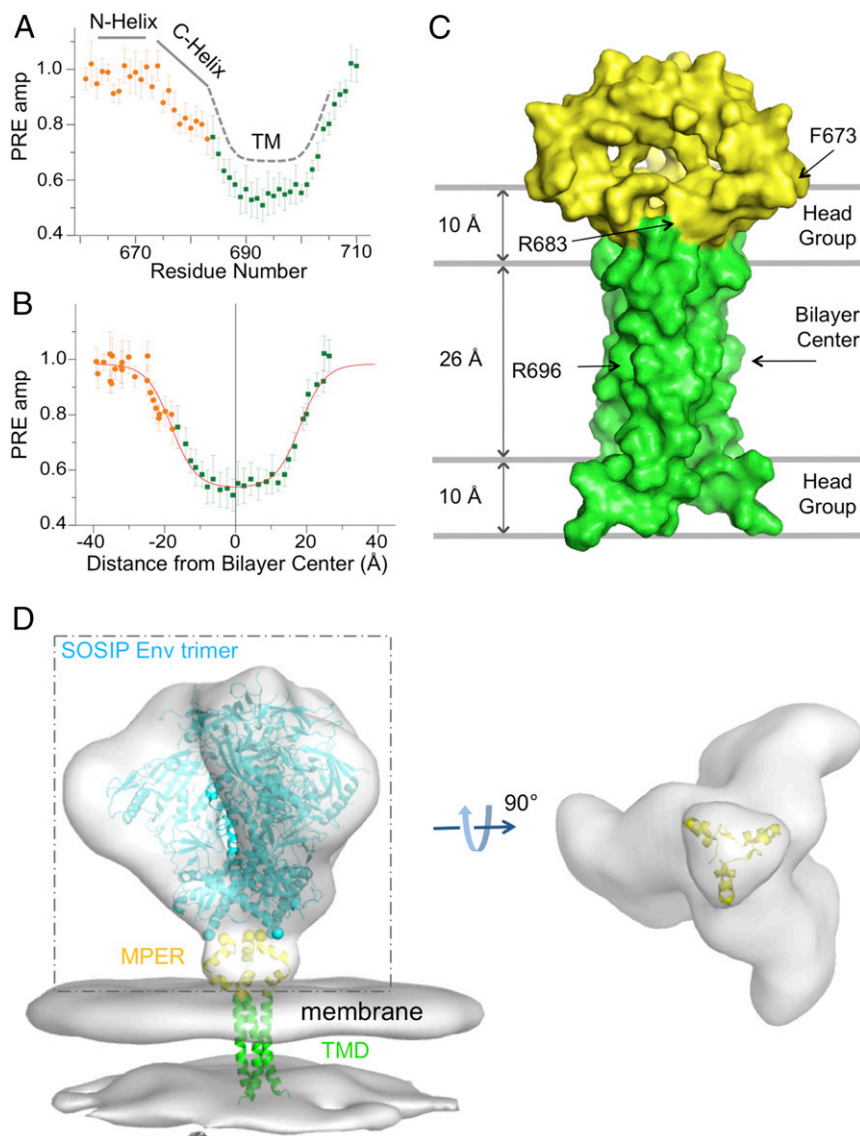 A
N-Helix
C-Helix
TM
PRE amp
1.0
0.8
0.6
0.4
670
690
710
Residue Number
B
PRE amp
1.0
0.8
0.6
0.4
-40
-20
0
20
40
Distance from Bilayer Center (Å)
C
F673
10 Å
Head
Group
R683
26 Å
R696
Bilayer
Center
10 Å
Head
Group
D
SOSIP Env trimer
90°
MPER
membrane
TMD